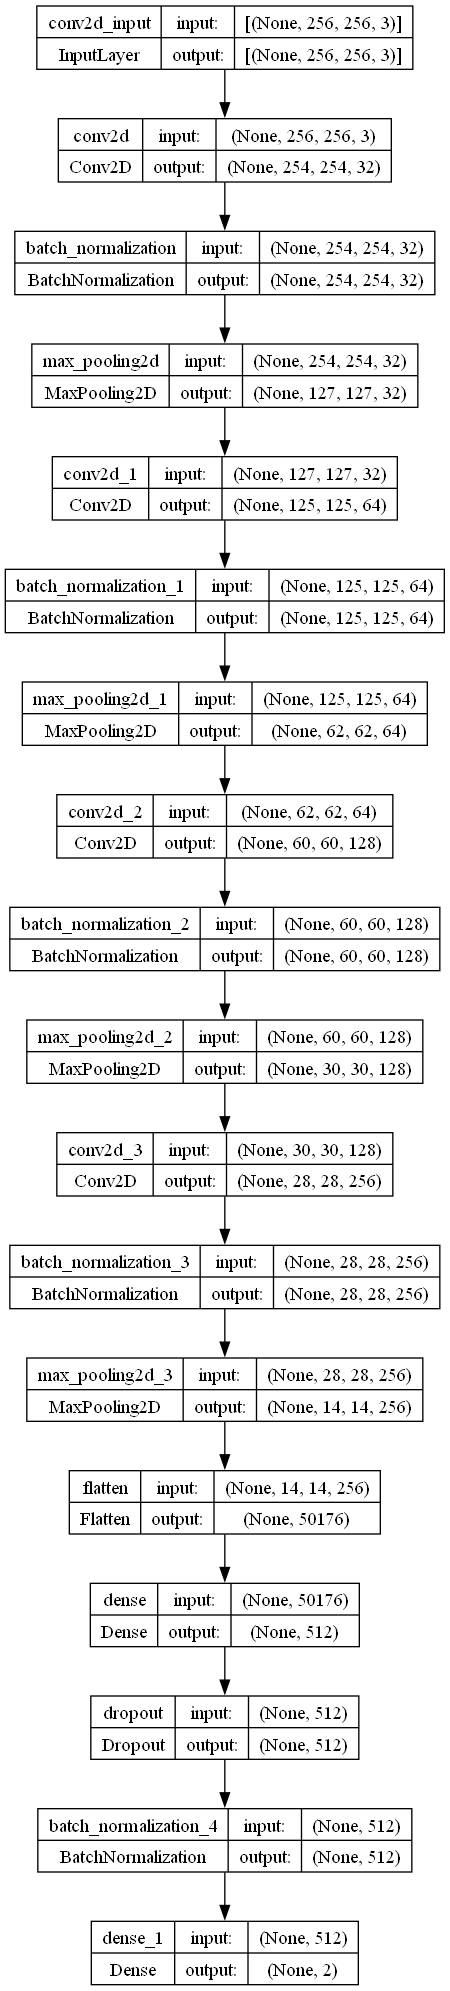 conv2d_input input: [(None, 256, 256, 3)]
InputLayer output: [(None, 256, 256, 3)]
conv2d input: (None, 256, 256, 3)
Conv2D output: (None, 254, 254, 32)
batch_normalization input: (None, 254, 254, 32)
BatchNormalization output: (None, 254, 254, 32)
max_pooling2d input: (None, 254, 254, 32)
MaxPooling2D output: (None, 127, 127, 32)
conv2d_1 input: (None, 127, 127, 32)
Conv2D output: (None, 125, 125, 64)
batch_normalization_1 input: (None, 125, 125, 64)
BatchNormalization output: (None, 125, 125, 64)
max_pooling2d_1 input: (None, 125, 125, 64)
MaxPooling2D output: (None, 62, 62, 64)
conv2d_2 input: (None, 62, 62, 64)
Conv2D output: (None, 60, 60, 128)
batch_normalization_2 input: (None, 60, 60, 128)
BatchNormalization output: (None, 60, 60, 128)
max_pooling2d_2 input: (None, 60, 60, 128)
MaxPooling2D output: (None, 30, 30, 128)
conv2d_3 input: (None, 30, 30, 128)
Conv2D output: (None, 28, 28, 256)
batch_normalization_3 input: (None, 28, 28, 256)
BatchNormalization output: (None, 28, 28, 256)
max_pooling2d_3 input: (None, 28, 28, 256)
MaxPooling2D output: (None, 14, 14, 256)
flatten input: (None, 14, 14, 256)
Flatten output: (None, 50176)
dense input: (None, 50176)
Dense output: (None, 512)
dropout input: (None, 512)
Dropout output: (None, 512)
batch_normalization_4 input: (None, 512)
BatchNormalization output: (None, 512)
dense_1 input: (None, 512)
Dense output: (None, 2)